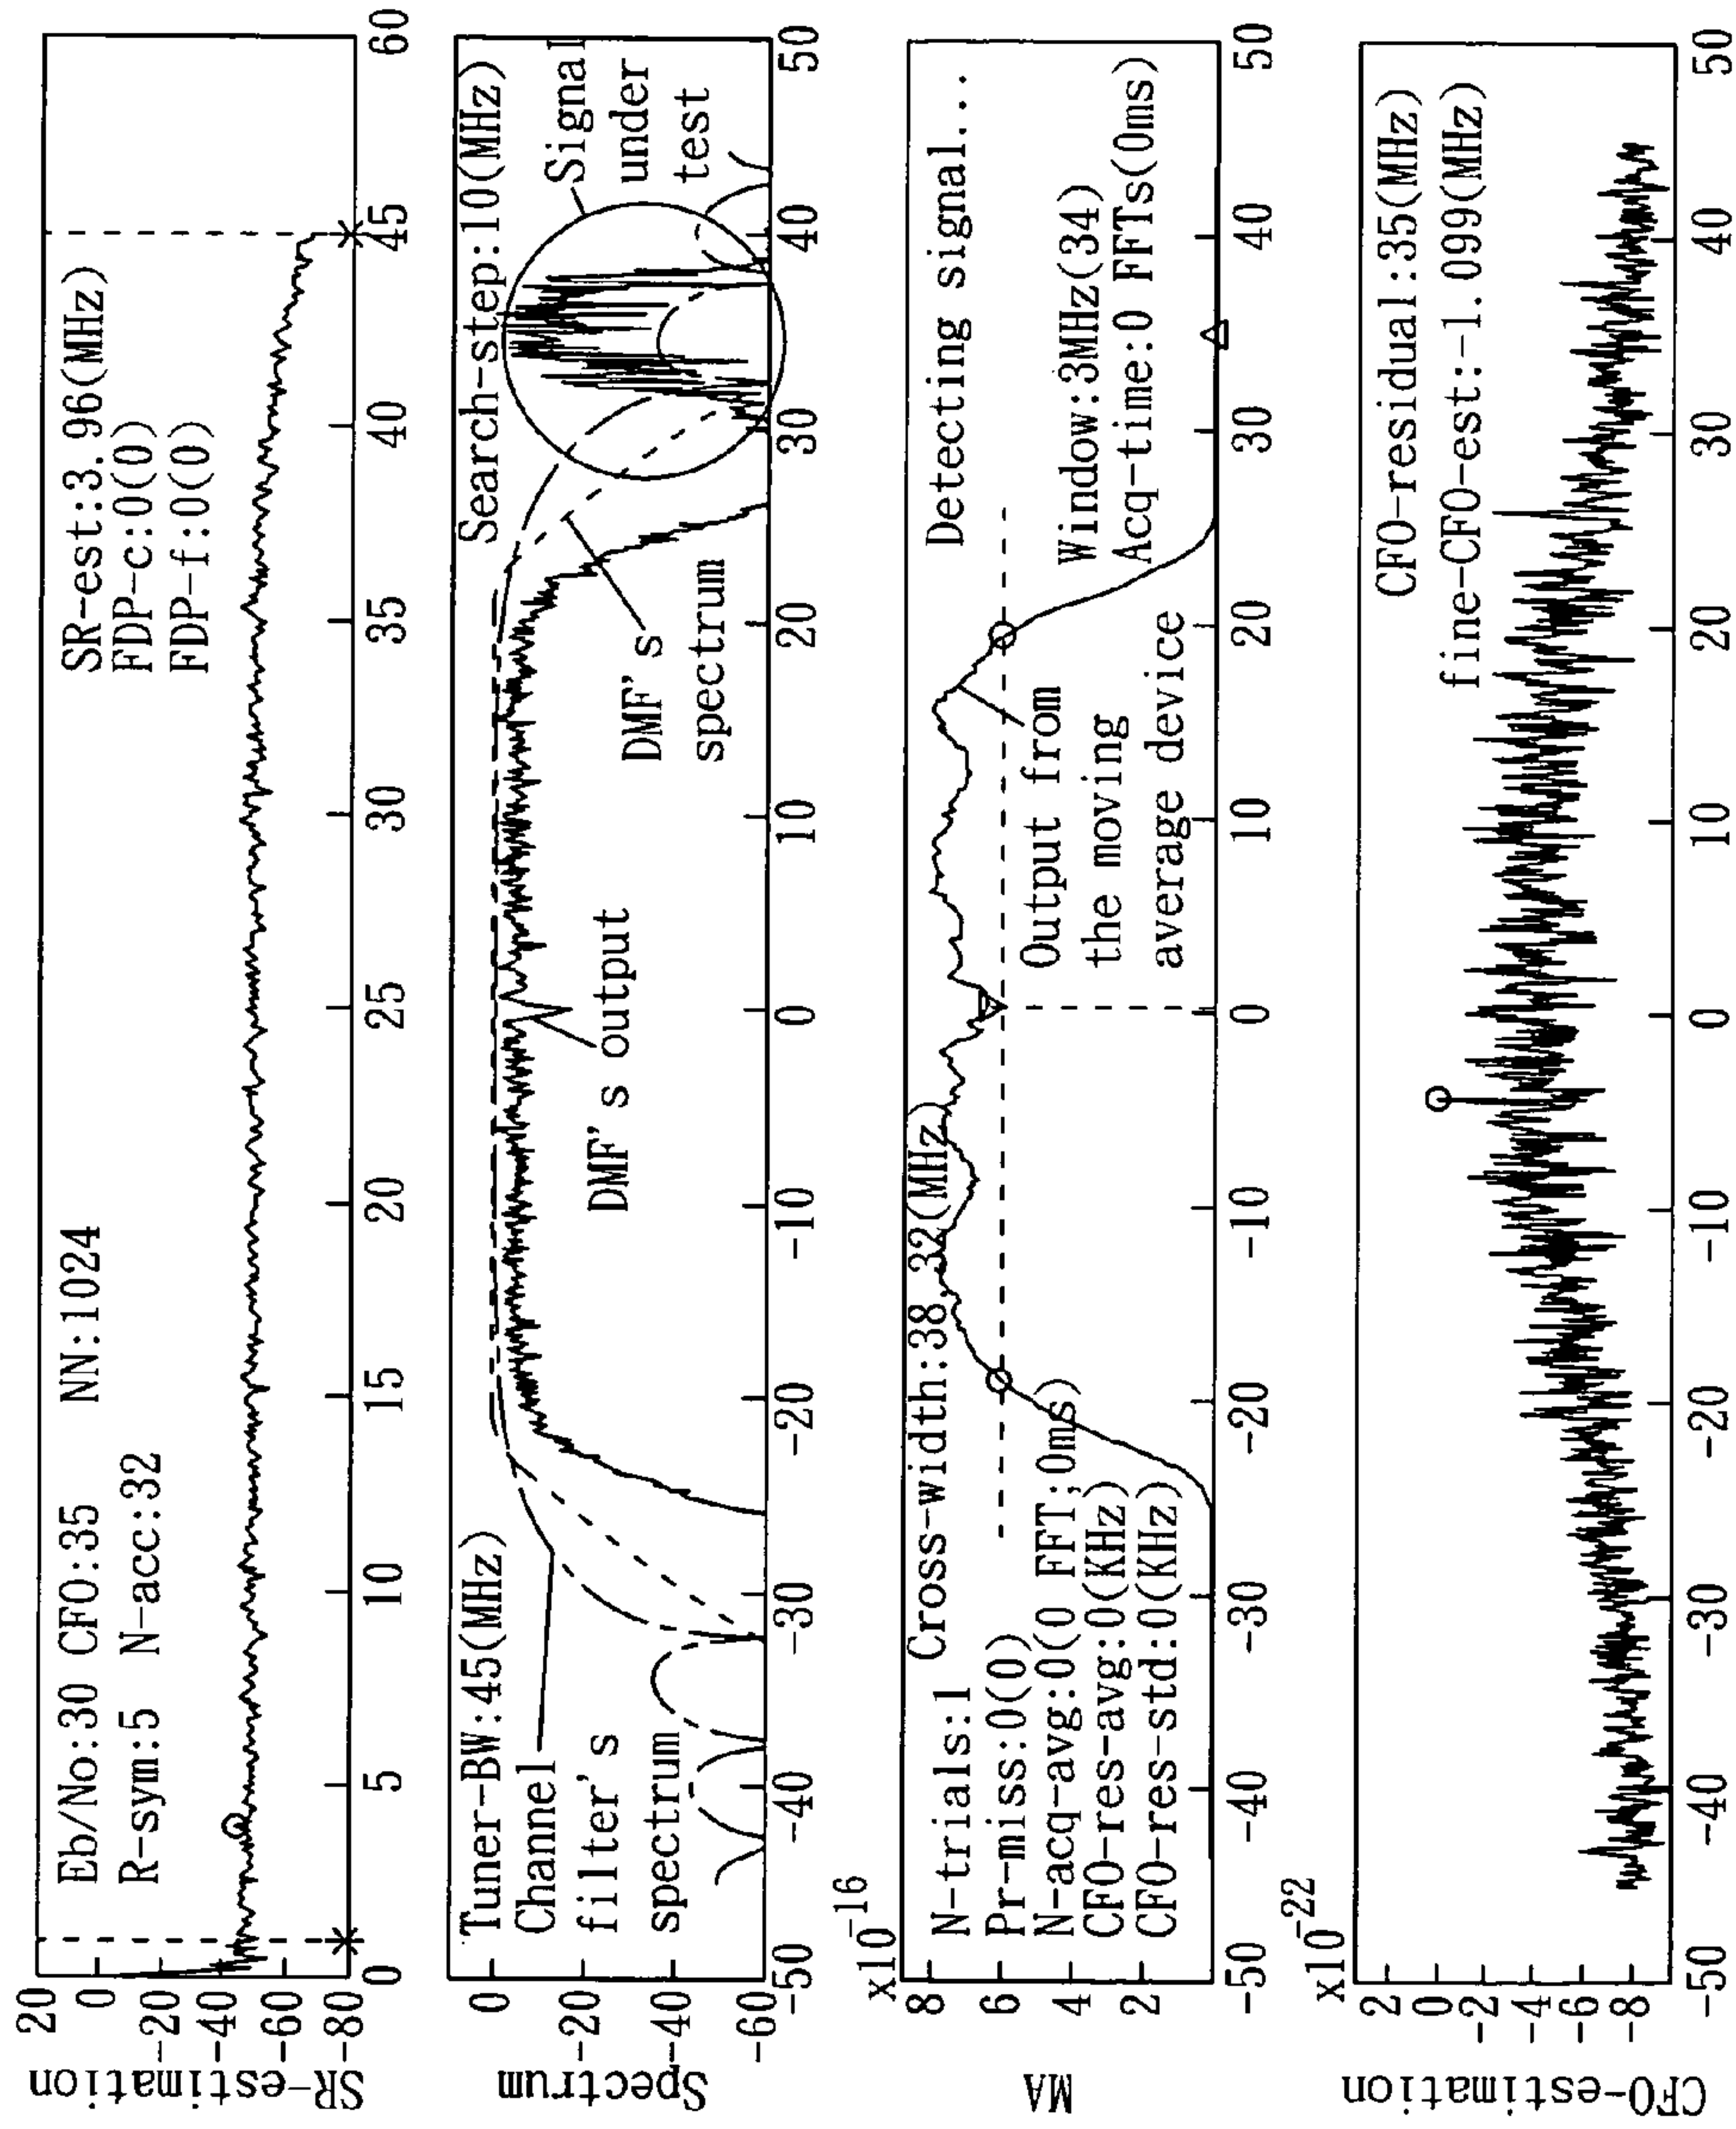 SR-estimation
20
0
-20
-40
-60
-80
Eb/No:30 CFO:35 NN:1024
R-sym:5 N-acc:32
SR-est:3.96(MHz)
FDP-c:0(0)
FDP-f:0(0)
0 5 10 15 20 25 30 35 40 45 60
Spectrum
0
-20
-40
-60
Tuner-BW:45(MHz)
Search-step:10(MHz)
Channel
filter's
spectrum
DMF's output
DMF's
spectrum
Signal
under
test
-50 -40 -30 -20 -10 0 10 20 30 40 50
MA
x10-16
8
6
4
2
N-trials:1 Cross-width:38.32(MHz)
Pr-miss:0(0)
N-acq-avg:0(0 FFT;0ms)
CFO-res-avg:0(KHz)
CFO-res-std:0(KHz)
Output from
the moving
average device
Detecting signal...
Window:3MHz(34)
Acq-time:0 FFTs(0ms)
-50 -40 -30 -20 -10 0 10 20 30 40 50
CFO-estimation
x10-22
2
0
-2
-4
-6
-8
CFO-residual:35(MHz)
fine-CFO-est:-1.099(MHz)
-50 -40 -30 -20 -10 0 10 20 30 40 50